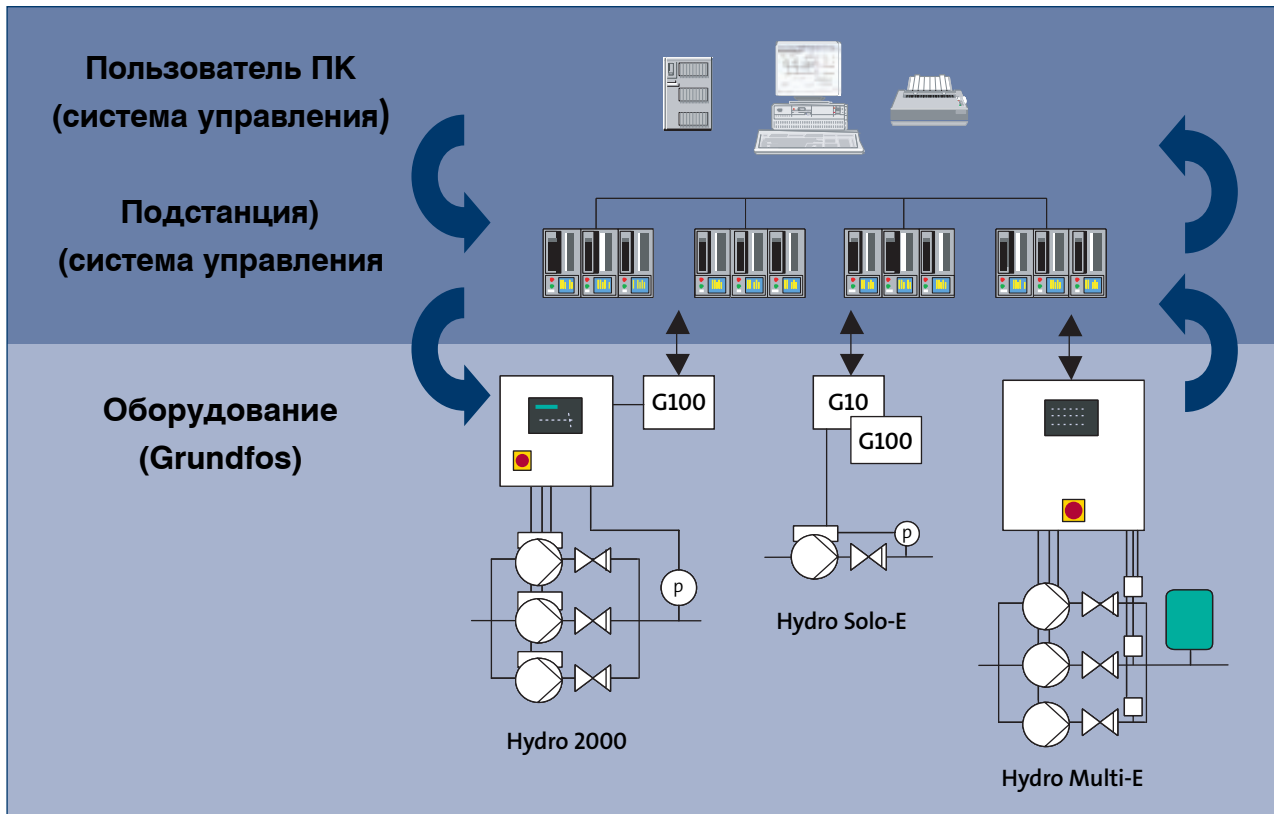 Пользователь ПК
(система управления)
Подстанция)
(система управления
Оборудование
(Grundfos)
G100
G10
G100
p
p
Hydro Solo-E
Hydro 2000
Hydro Multi-E